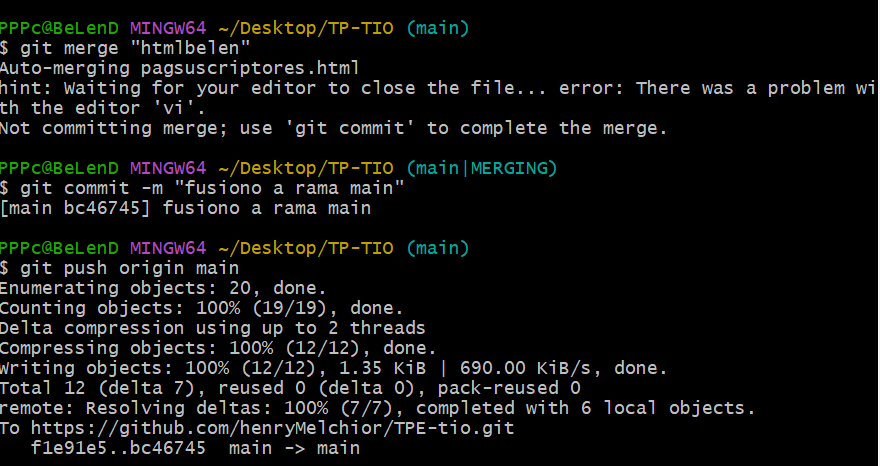 PPPc@BeLenD MINGW64 ~/Desktop/TP-TIO (main)
$ git merge "htmlbelen"
Auto-merging pagsuscriptores.html
hint: Waiting for your editor to close the file... error: There was a problem wi
th the editor 'vi'.
Not committing merge; use 'git commit' to complete the merge.
PPPc@BeLenD MINGW64 ~/Desktop/TP-TIO (main|MERGING)
$ git commit -m "fusiono a rama main"
[main bc46745] fusiono a rama main
PPPc@BeLenD MINGW64 ~/Desktop/TP-TIO (main)
$ git push origin main
Enumerating objects: 20, done.
Counting objects: 100% (19/19), done.
Delta compression using up to 2 threads
Compressing objects: 100% (12/12), done.
Writing objects: 100% (12/12), 1.35 KiB | 690.00 KiB/s, done.
Total 12 (delta 7), reused 0 (delta 0), pack-reused 0
remote: Resolving deltas: 100% (7/7), completed with 6 local objects.
To https://github.com/henryMelchior/TPE-tio.git
   f1e91e5..bc46745  main -> main